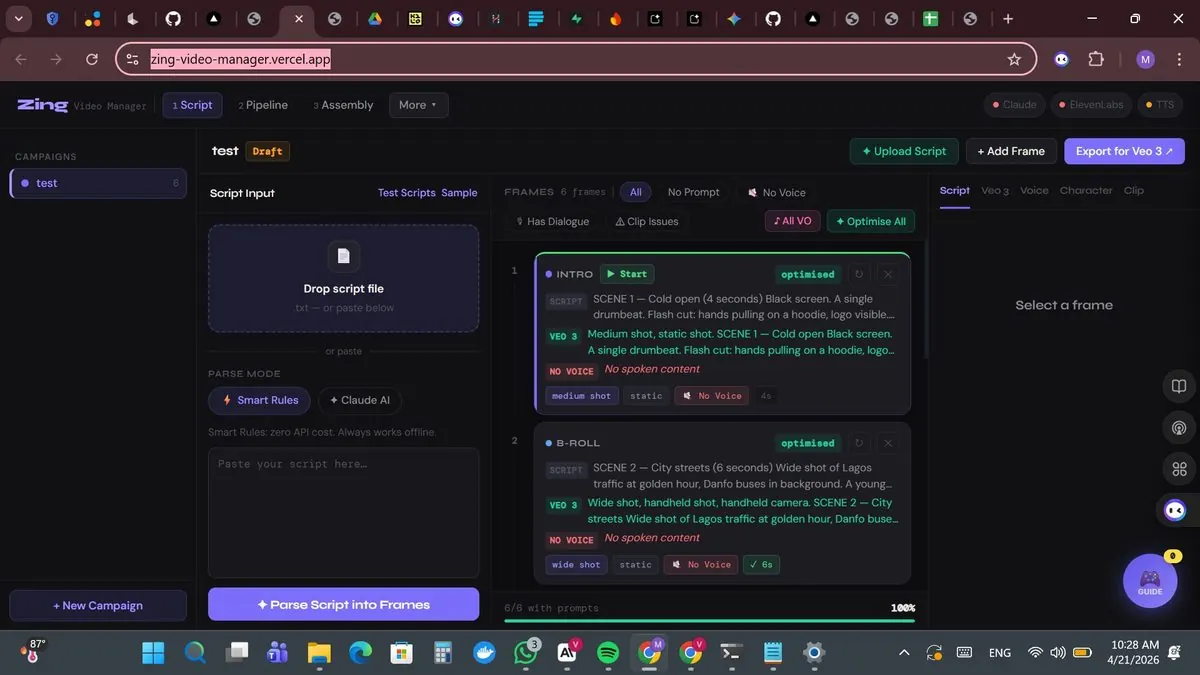 zing-video-manager.vercel.app
M
Zing Video Manager
1 Script
2 Pipeline
3 Assembly
More
Claude
ElevenLabs
TTS
CAMPAIGNS
test
6
+ New Campaign
test
Draft
✦ Upload Script
+ Add Frame
Export for Veo 3 ↗
Script Input
Test Scripts
Sample
Drop script file
.txt — or paste below
or paste
PARSE MODE
Smart Rules
✦ Claude AI
Smart Rules: zero API cost. Always works offline.
Paste your script here…
✦ Parse Script into Frames
FRAMES
6 frames
All
No Prompt
No Voice
Has Dialogue
⚠ Clip Issues
♪ All VO
✦ Optimise All
1
INTRO
▶ Start
optimised
SCRIPT
SCENE 1 — Cold open (4 seconds) Black screen. A single
drumbeat. Flash cut: hands pulling on a hoodie, logo visible.…
VEO 3
Medium shot, static shot. SCENE 1 — Cold open Black screen.
A single drumbeat. Flash cut: hands pulling on a hoodie, logo…
NO VOICE
No spoken content
medium shot
static
No Voice
4s
2
B-ROLL
optimised
SCRIPT
SCENE 2 — City streets (6 seconds) Wide shot of Lagos
traffic at golden hour, Danfo buses in background. A young…
VEO 3
Wide shot, handheld shot, handheld camera. SCENE 2 — City
streets Wide shot of Lagos traffic at golden hour, Danfo buse…
NO VOICE
No spoken content
wide shot
static
No Voice
✓ 6s
6/6 with prompts
100%
Script
Veo 3
Voice
Character
Clip
Select a frame
0
GUIDE
87°
3
V
M
V
ENG
10:28 AM
4/21/2026